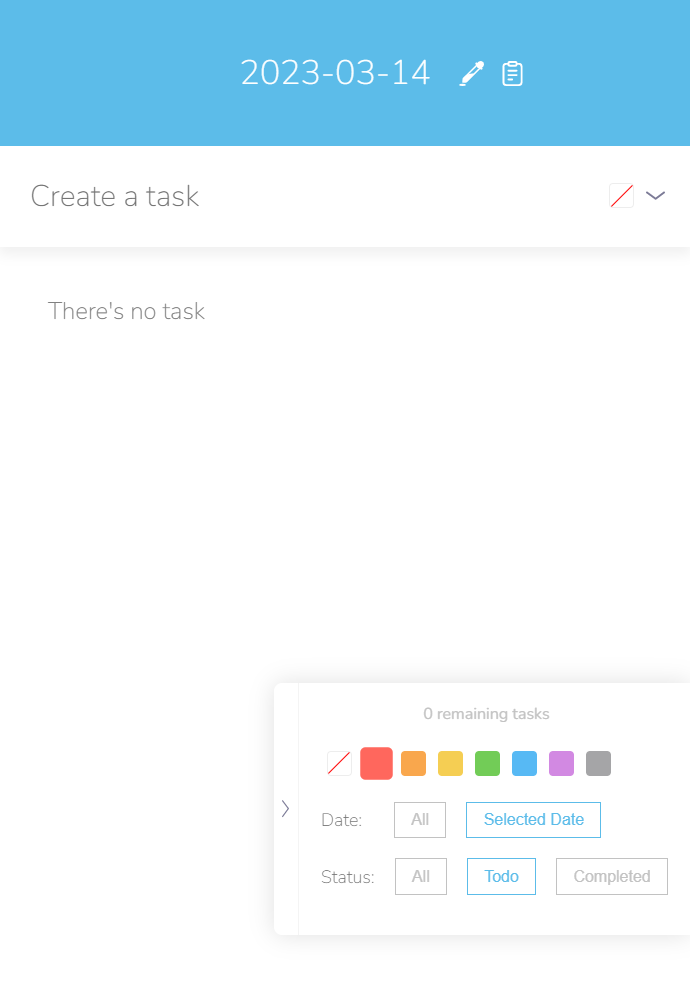 2023-03-14
Create a task
There's no task
0 remaining tasks
Date: All Selected Date
Status: All Todo Completed